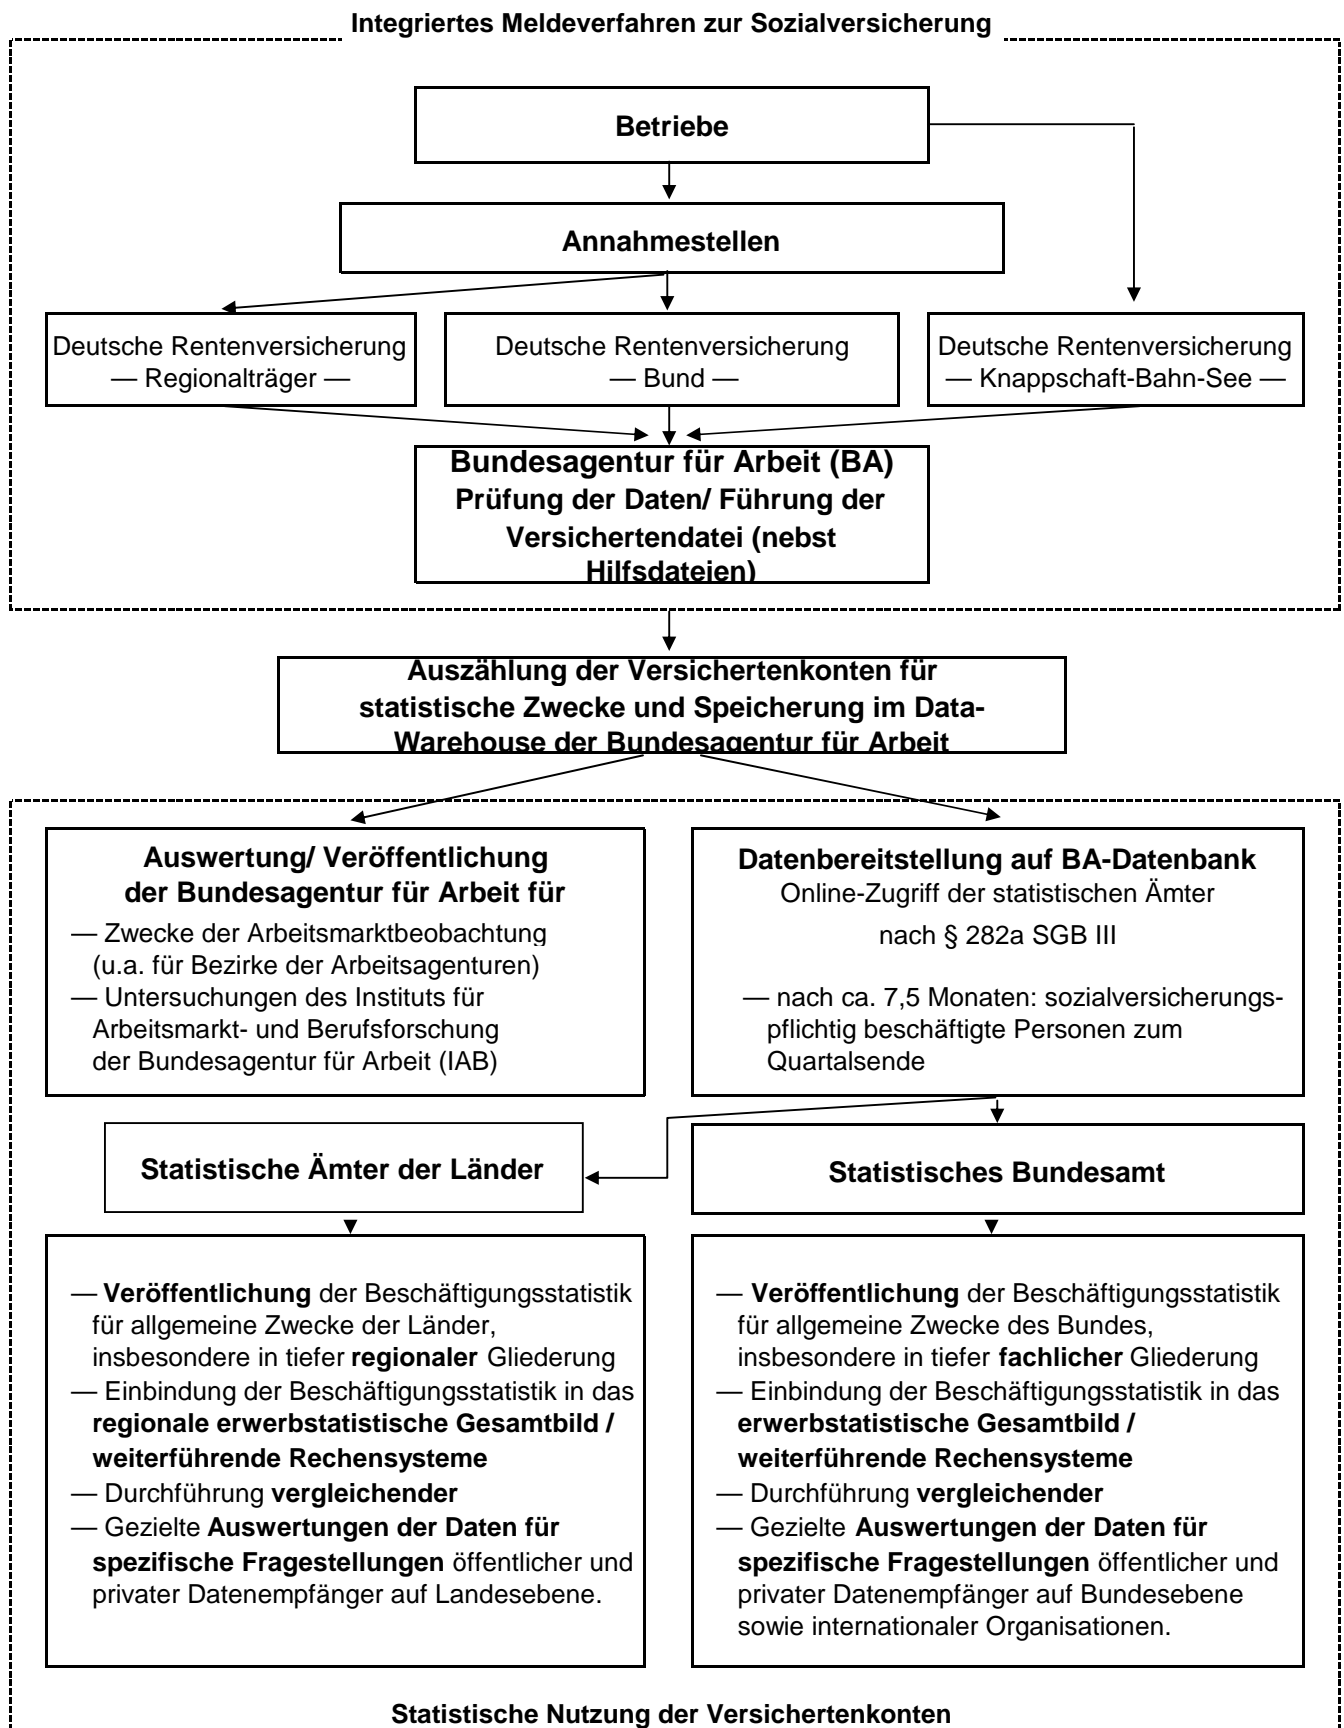 Integriertes Meldeverfahren zur Sozialversicherung
Betriebe
Annahmestellen
Deutsche Rentenversicherung
— Regionalträger —
Deutsche Rentenversicherung
— Bund —
Deutsche Rentenversicherung
— Knappschaft-Bahn-See —
Bundesagentur für Arbeit (BA)
Prüfung der Daten/ Führung der
Versichertendatei (nebst
Hilfsdateien)
Auszählung der Versichertenkonten für
statistische Zwecke und Speicherung im Data-
Warehouse der Bundesagentur für Arbeit
Auswertung/ Veröffentlichung
der Bundesagentur für Arbeit für
— Zwecke der Arbeitsmarktbeobachtung
(u.a. für Bezirke der Arbeitsagenturen)
— Untersuchungen des Instituts für
Arbeitsmarkt- und Berufsforschung
der Bundesagentur für Arbeit (IAB)
Datenbereitstellung auf BA-Datenbank
Online-Zugriff der statistischen Ämter
nach § 282a SGB III
— nach ca. 7,5 Monaten: sozialversicherungs-
pflichtig beschäftigte Personen zum
Quartalsende
Statistische Ämter der Länder
Statistisches Bundesamt
— Veröffentlichung der Beschäftigungsstatistik
für allgemeine Zwecke der Länder,
insbesondere in tiefer regionaler Gliederung
— Einbindung der Beschäftigungsstatistik in das
regionale erwerbstatistische Gesamtbild /
weiterführende Rechensysteme
— Durchführung vergleichender
— Gezielte Auswertungen der Daten für
spezifische Fragestellungen öffentlicher und
privater Datenempfänger auf Landesebene.
— Veröffentlichung der Beschäftigungsstatistik
für allgemeine Zwecke des Bundes,
insbesondere in tiefer fachlicher Gliederung
— Einbindung der Beschäftigungsstatistik in das
erwerbstatistische Gesamtbild /
weiterführende Rechensysteme
— Durchführung vergleichender
— Gezielte Auswertungen der Daten für
spezifische Fragestellungen öffentlicher und
privater Datenempfänger auf Bundesebene
sowie internationaler Organisationen.
Statistische Nutzung der Versichertenkonten